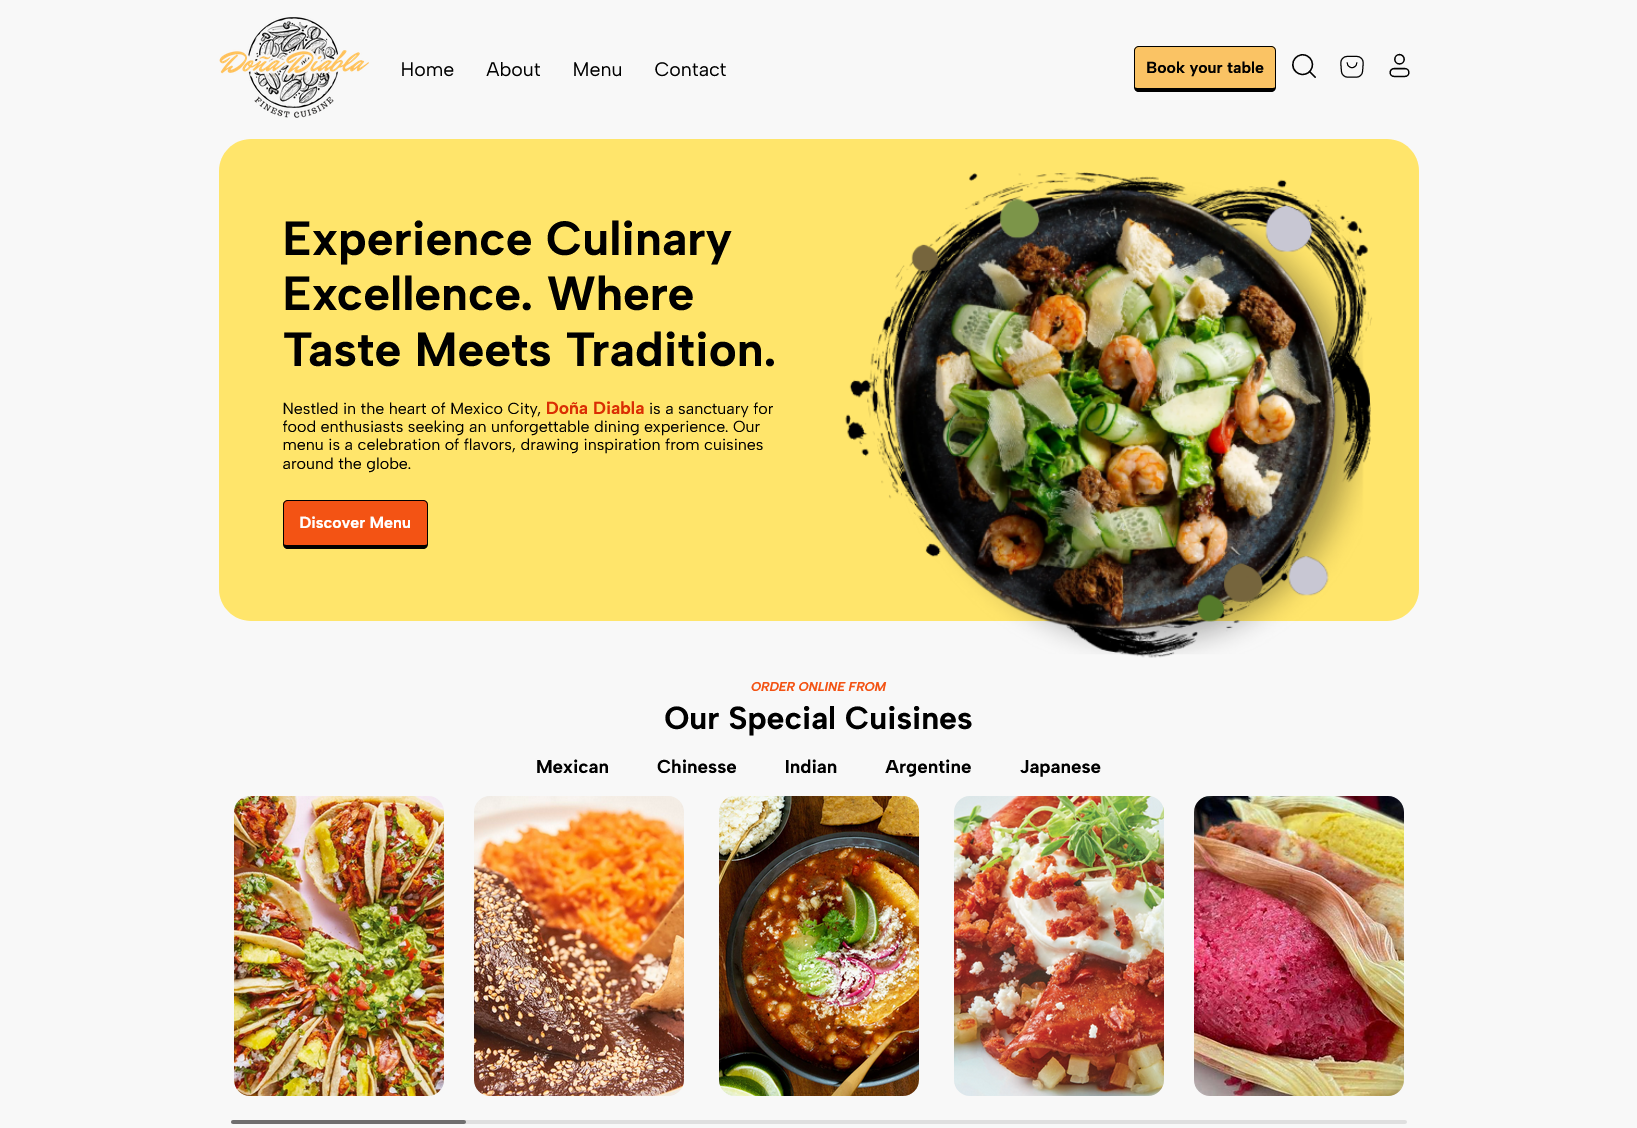 Doña Diabla
FINEST CUISINE
Home About Menu Contact
Book your table
Experience Culinary
Excellence. Where
Taste Meets Tradition.
Nestled in the heart of Mexico City, Doña Diabla is a sanctuary for
food enthusiasts seeking an unforgettable dining experience. Our
menu is a celebration of flavors, drawing inspiration from cuisines
around the globe.
Discover Menu
ORDER ONLINE FROM
Our Special Cuisines
Mexican Chinesse Indian Argentine Japanese